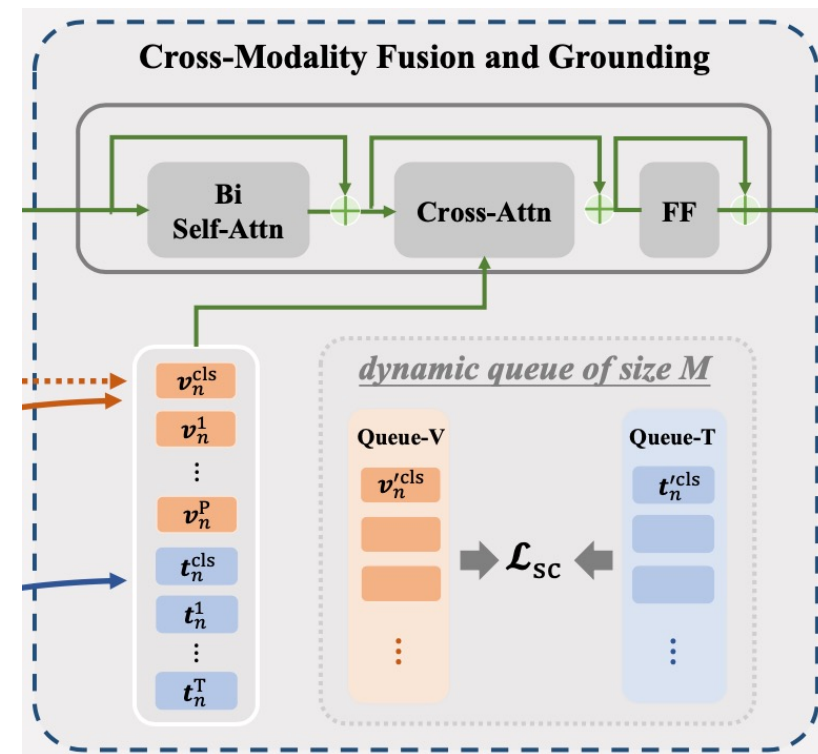 Cross-Modality Fusion and Grounding
Bi
Self-Attn
Cross-Attn
FF
v_n^cls
v_n^1
⋮
v_n^P
t_n^cls
t_n^1
⋮
t_n^T
dynamic queue of size M
Queue-V
Queue-T
v'_n^cls
t'_n^cls
ℒ_SC
⋮
⋮